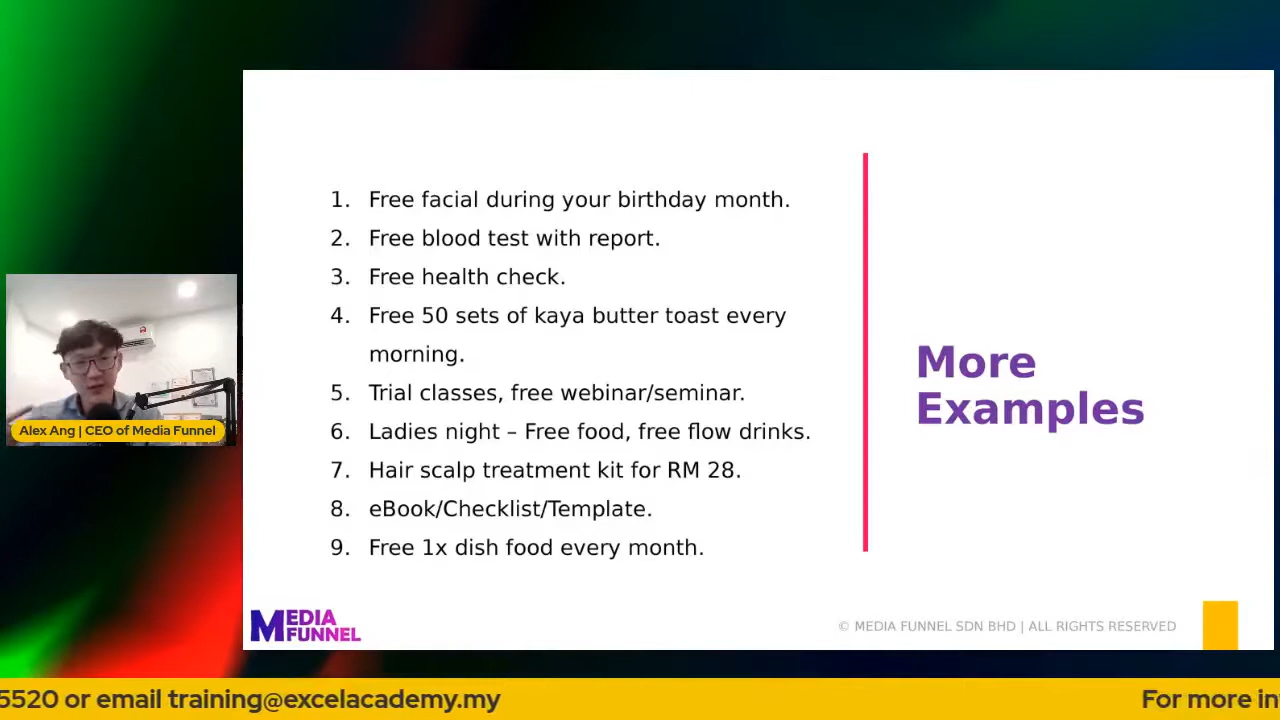 1. Free facial during your birthday month.
2. Free blood test with report.
3. Free health check.
4. Free 50 sets of kaya butter toast every
morning.
5. Trial classes, free webinar/seminar.
6. Ladies night – Free food, free flow drinks.
7. Hair scalp treatment kit for RM 28.
8. eBook/Checklist/Template.
9. Free 1x dish food every month.
More
Examples
Alex Ang | CEO of Media Funnel
MEDIA
FUNNEL
© MEDIA FUNNEL SDN BHD | ALL RIGHTS RESERVED
5520 or email training@excelacademy.my
For more in